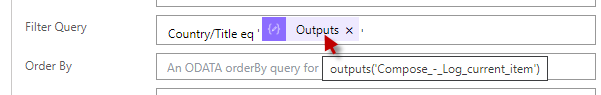 Filter Query
Country/Title eq ' {ƒ} Outputs × '
Order By
An ODATA orderBy query for
outputs('Compose_-_Log_current_item')